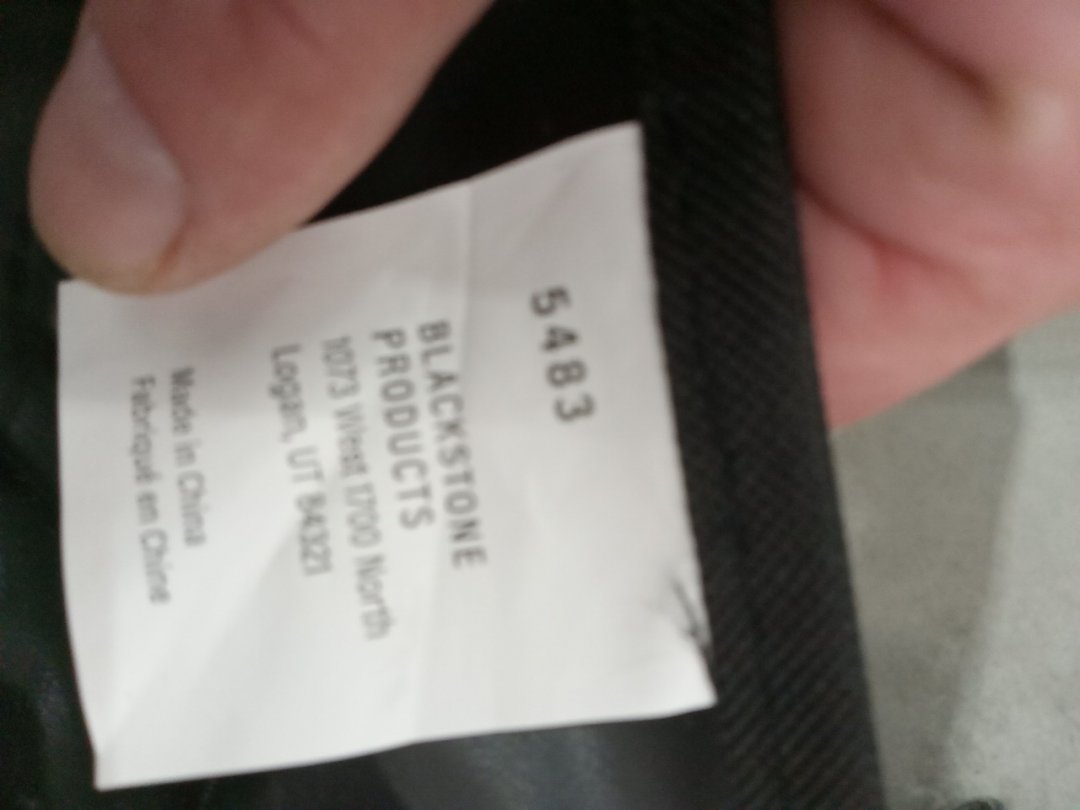 5483
BLACKSTONE
PRODUCTS
1073 West 1700 North
Logan, UT 84321
Made in China
Fabriqué en Chine